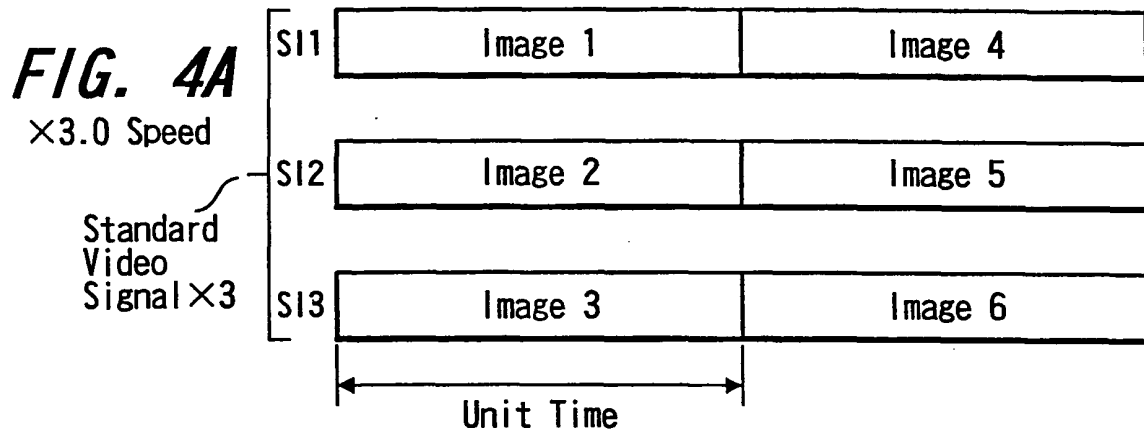 FIG. 4A
×3.0 Speed
Standard
Video
Signal×3
SI1
Image 1
Image 4
SI2
Image 2
Image 5
SI3
Image 3
Image 6
Unit Time